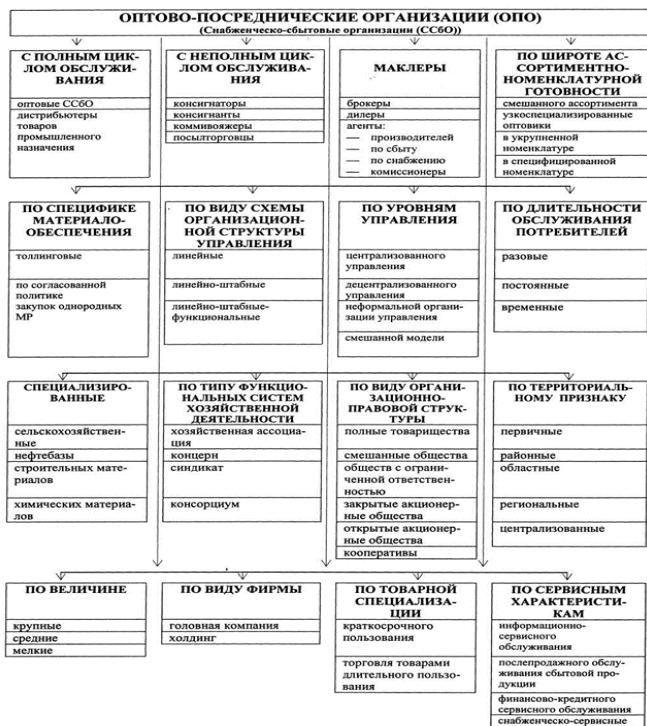 ОПТОВО-ПОСРЕДНИЧЕСКИЕ ОРГАНИЗАЦИИ (ОПО)
(Снабженческо-сбытовые организации (ССбО))
С ПОЛНЫМ ЦИК-
ЛОМ ОБСЛУЖИ-
ВАНИЯ
оптовые ССбО
дистрибьютеры
товаров
промышленного
назначения
С НЕПОЛНЫМ ЦИК-
ЛОМ ОБСЛУЖИВА-
НИЯ
консигнаторы
консигнанты
коммивояжеры
посылторговцы
МАКЛЕРЫ
брокеры
дилеры
агенты:
— производителей
— по сбыту
— по снабжению
— комиссионеры
ПО ШИРОТЕ АС-
СОРТИМЕНТНО-
НОМЕНКЛАТУРНОЙ
ГОТОВНОСТИ
смешанного ассортимента
узкоспециализированные
оптовики
в укрупненной
номенклатуре
в специфицированной
номенклатуре
ПО СПЕЦИФИКЕ
МАТЕРИАЛО-
ОБЕСПЕЧЕНИЯ
толлинговые
по согласованной
политике
закупок однородных
МР
ПО ВИДУ СХЕМЫ
ОРГАНИЗАЦИОН-
НОЙ СТРУКТУРЫ
УПРАВЛЕНИЯ
линейные
линейно-штабные
линейно-штабные-
функциональные
ПО УРОВНЯМ
УПРАВЛЕНИЯ
централизованного
управления
децентрализованного
управления
неформальной органи-
зации управления
смешанной модели
ПО ДЛИТЕЛЬНОСТИ
ОБСЛУЖИВАНИЯ
ПОТРЕБИТЕЛЕЙ
разовые
постоянные
временные
СПЕЦИАЛИЗИРО-
ВАННЫЕ
сельскохозяйствен-
ные
нефтебазы
строительных мате-
риалов
химических материа-
лов
ПО ТИПУ ФУНКЦИО-
НАЛЬНЫХ СИСТЕМ
ХОЗЯЙСТВЕННОЙ
ДЕЯТЕЛЬНОСТИ
хозяйственная ассоциа-
ция
концерн
синдикат
консорциум
ПО ВИДУ ОРГАНИ-
ЗАЦИОННО-
ПРАВОВОЙ СТРУК-
ТУРЫ
полные товарищества
смешанные общества
обществ с ограни-
ченной ответствен-
ностью
закрытые акционер-
ные общества
открытые акционер-
ные общества
кооперативы
ПО ТЕРРИТОРИАЛЬ-
НОМУ ПРИЗНАКУ
первичные
районные
областные
региональные
централизованные
ПО ВЕЛИЧИНЕ
крупные
средние
мелкие
ПО ВИДУ ФИРМЫ
головная компания
холдинг
ПО ТОВАРНОЙ
СПЕЦИАЛИЗА-
ЦИИ
краткосрочного
пользования
торговля товарами
длительного пользо-
вания
ПО СЕРВИСНЫМ
ХАРАКТЕРИСТИ-
КАМ
информационно-
сервисного
обслуживания
послепродажного обслу-
живания сбытовой про-
дукции
финансово-кредитного
сервисного обслуживания
снабженческо-сервисные